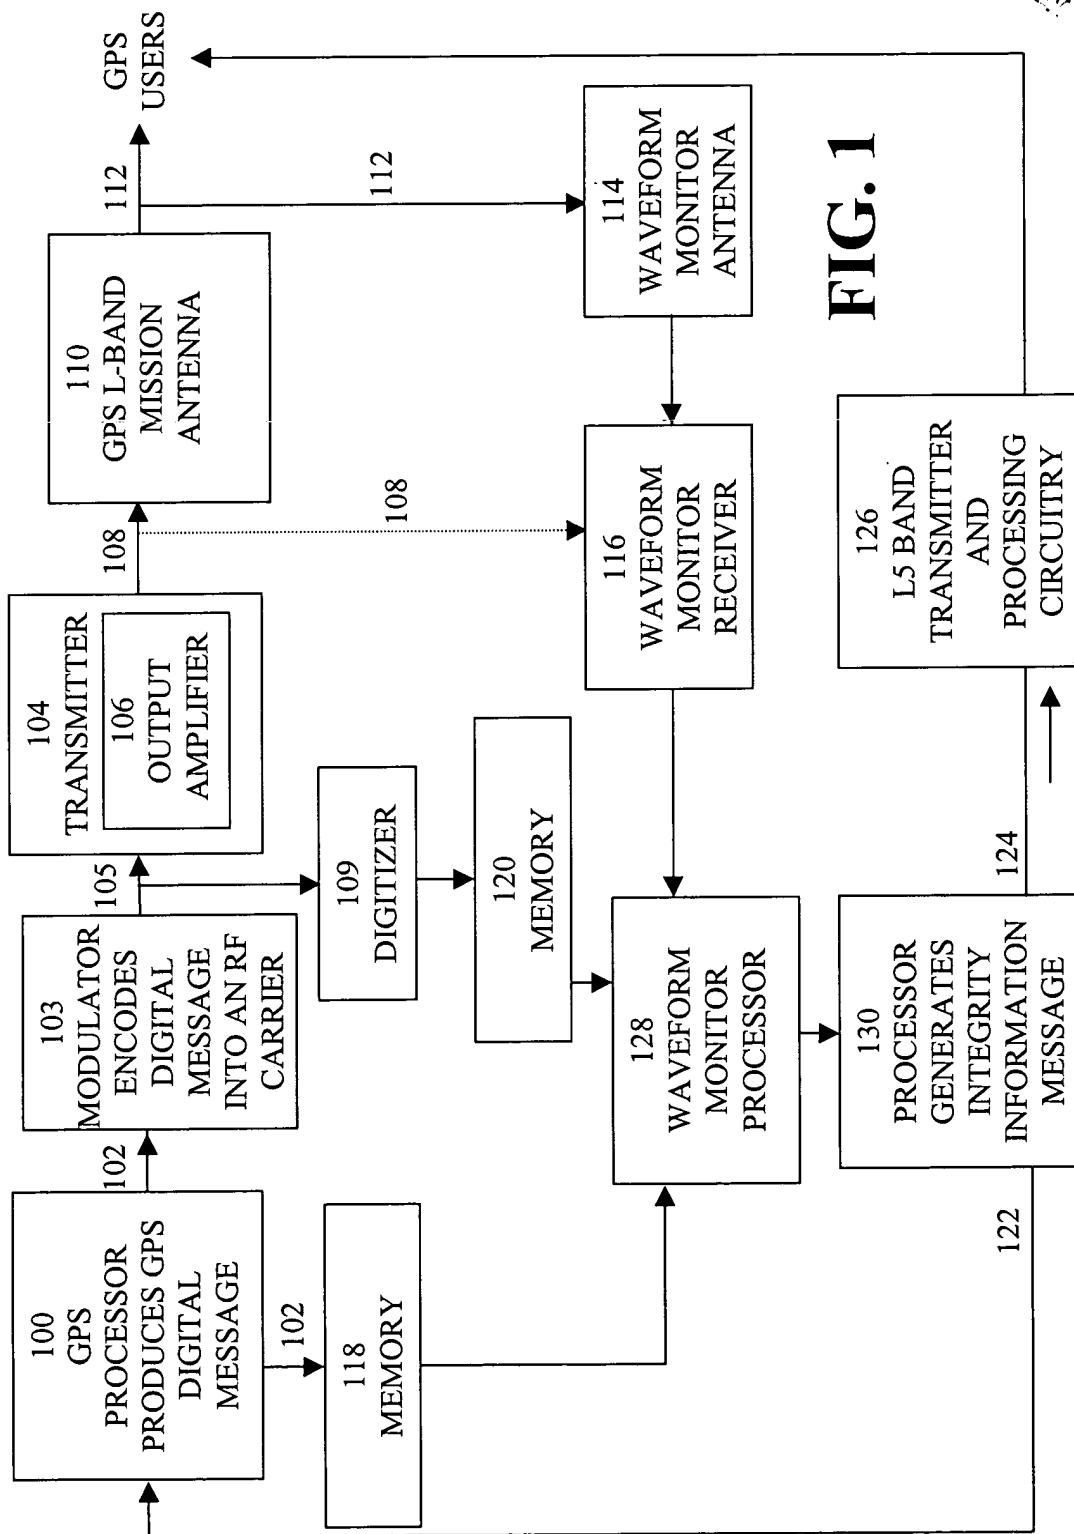 100
GPS
PROCESSOR
PRODUCES GPS
DIGITAL
MESSAGE
102
103
MODULATOR
ENCODES
DIGITAL
MESSAGE
INTO AN RF
CARRIER
105
104
TRANSMITTER
106
OUTPUT
AMPLIFIER
108
110
GPS L-BAND
MISSION
ANTENNA
112
GPS
USERS
102
118
MEMORY
109
DIGITIZER
120
MEMORY
108
112
128
WAVEFORM
MONITOR
PROCESSOR
116
WAVEFORM
MONITOR
RECEIVER
114
WAVEFORM
MONITOR
ANTENNA
122
130
PROCESSOR
GENERATES
INTEGRITY
INFORMATION
MESSAGE
124
126
L5 BAND
TRANSMITTER
AND
PROCESSING
CIRCUITRY
FIG. 1